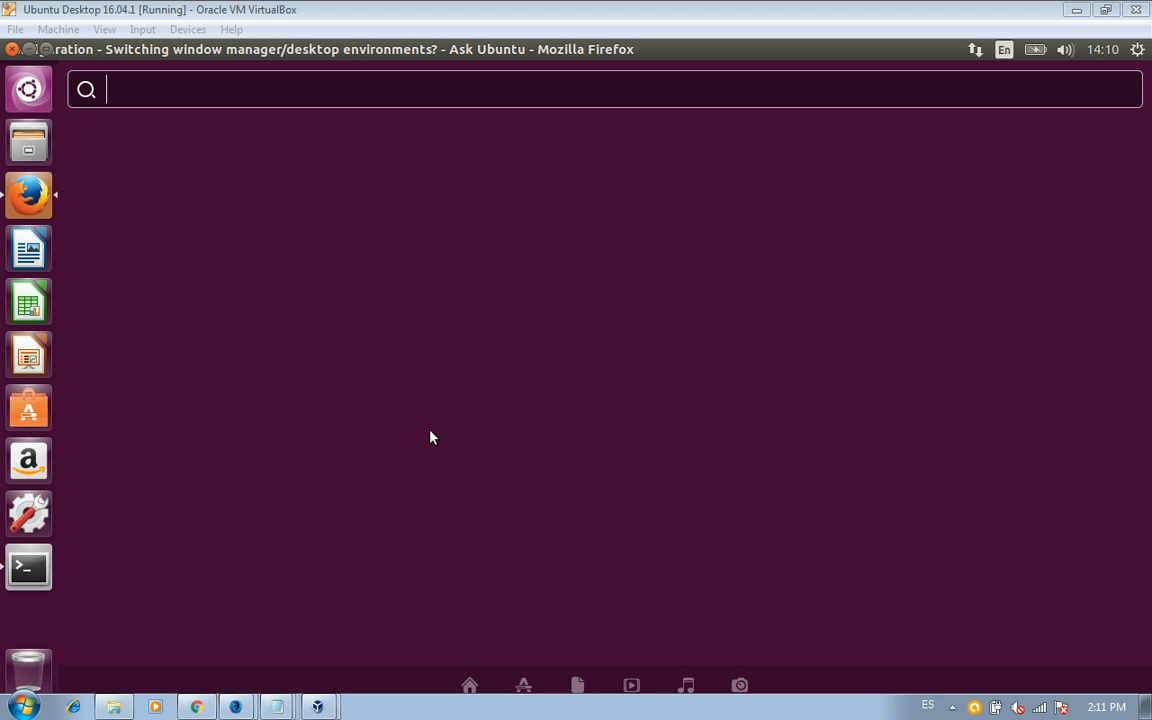 Ubuntu Desktop 16.04.1 [Running] - Oracle VM VirtualBox
File Machine View Input Devices Help
ration - Switching window manager/desktop environments? - Ask Ubuntu - Mozilla Firefox
En
14:10
ES
2:11 PM